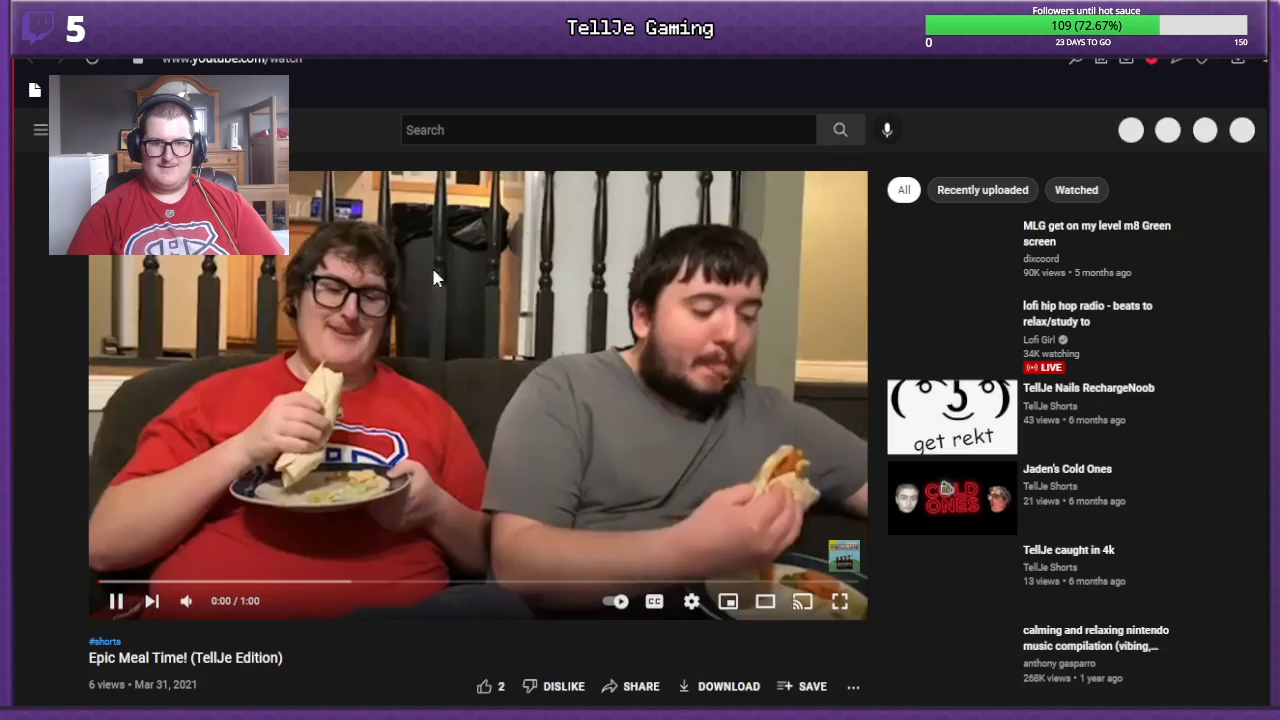 5
TellJe Gaming
Followers until hot sauce
109 (72.67%)
0
23 DAYS TO GO
150
www.youtube.com/watch
Search
All
Recently uploaded
Watched
MLG get on my level m8 Green
screen
dixcoord
90K views • 5 months ago
lofi hip hop radio - beats to
relax/study to
Lofi Girl
34K watching
LIVE
get rekt
TellJe Nails RechargeNoob
TellJe Shorts
43 views • 6 months ago
COLD
ONES
Jaden's Cold Ones
TellJe Shorts
21 views • 6 months ago
TellJe caught in 4k
TellJe Shorts
13 views • 6 months ago
calming and relaxing nintendo
music compilation (vibing,...
anthony gasparro
268K views • 1 year ago
0:00 / 1:00
CC
#shorts
Epic Meal Time! (TellJe Edition)
6 views • Mar 31, 2021
2
DISLIKE
SHARE
DOWNLOAD
SAVE